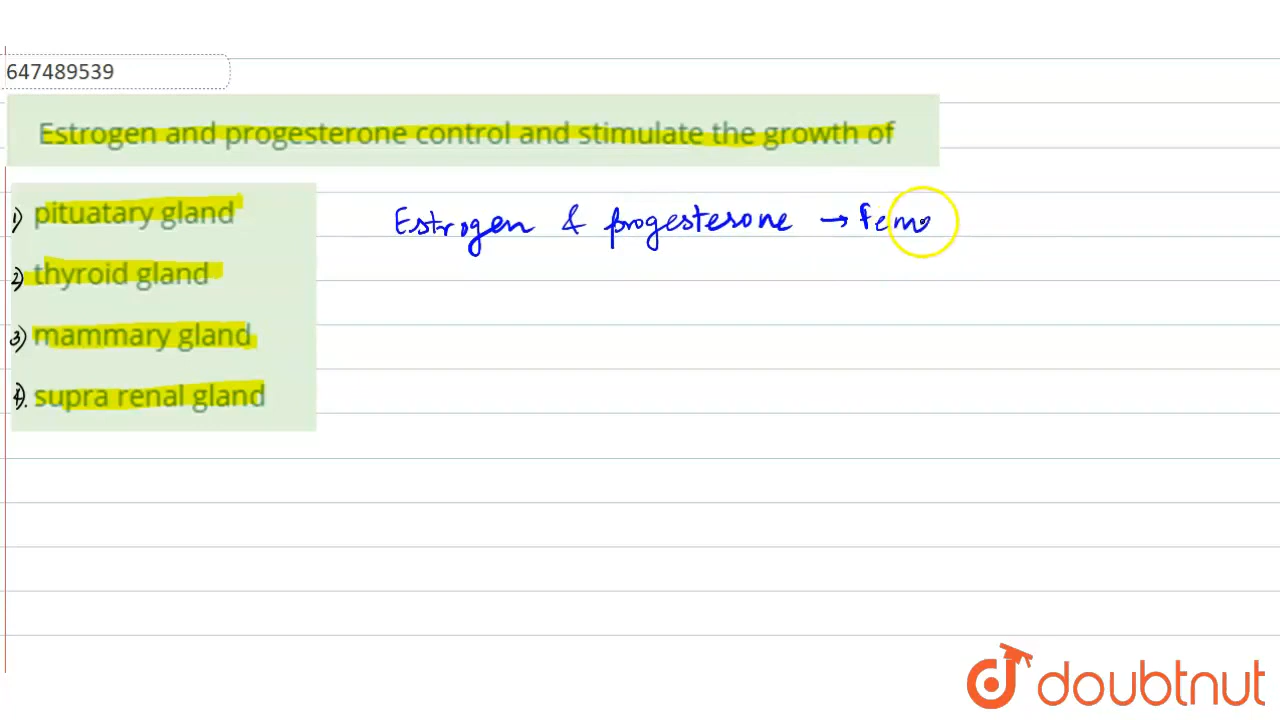 647489539
Estrogen and progesterone control and stimulate the growth of
1) pituatary gland
Estrogen & progesterone → Fema
2) thyroid gland
3) mammary gland
4). supra renal gland
doubtnut